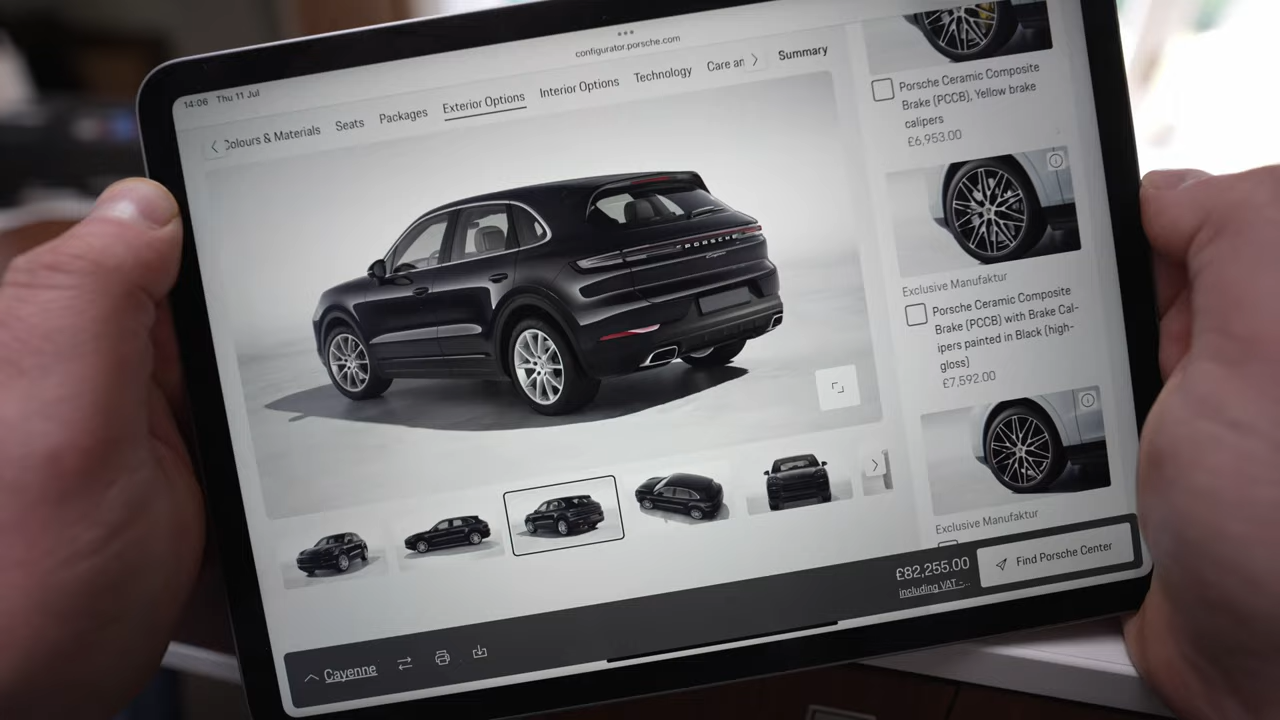 14:06 Thu 11 Jul
configurator.porsche.com
Colours & Materials Seats Packages Exterior Options Interior Options Technology Care an Summary
PORSCHE
Porsche Ceramic Composite
Brake (PCCB), Yellow brake
calipers
£6,953.00
Exclusive Manufaktur
Porsche Ceramic Composite
Brake (PCCB) with Brake Cal-
ipers painted in Black (high-
gloss)
£7,592.00
Exclusive Manufaktur
£82,255.00
including VAT -...
Find Porsche Center
Cayenne